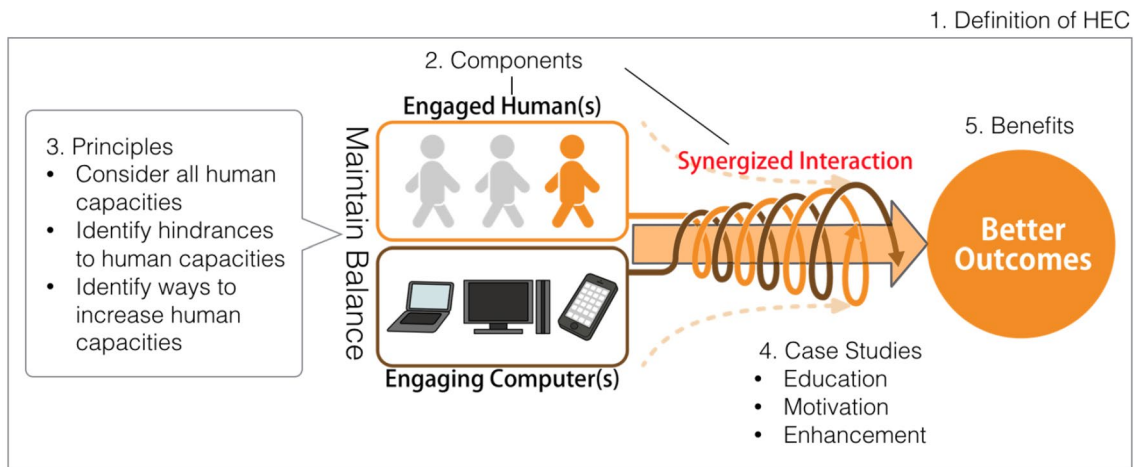 1. Definition of HEC
2. Components
Engaged Human(s)
3. Principles
• Consider all human
capacities
• Identify hindrances
to human capacities
• Identify ways to
increase human
capacities
Maintain Balance
Engaging Computer(s)
Synergized Interaction
4. Case Studies
• Education
• Motivation
• Enhancement
5. Benefits
Better
Outcomes